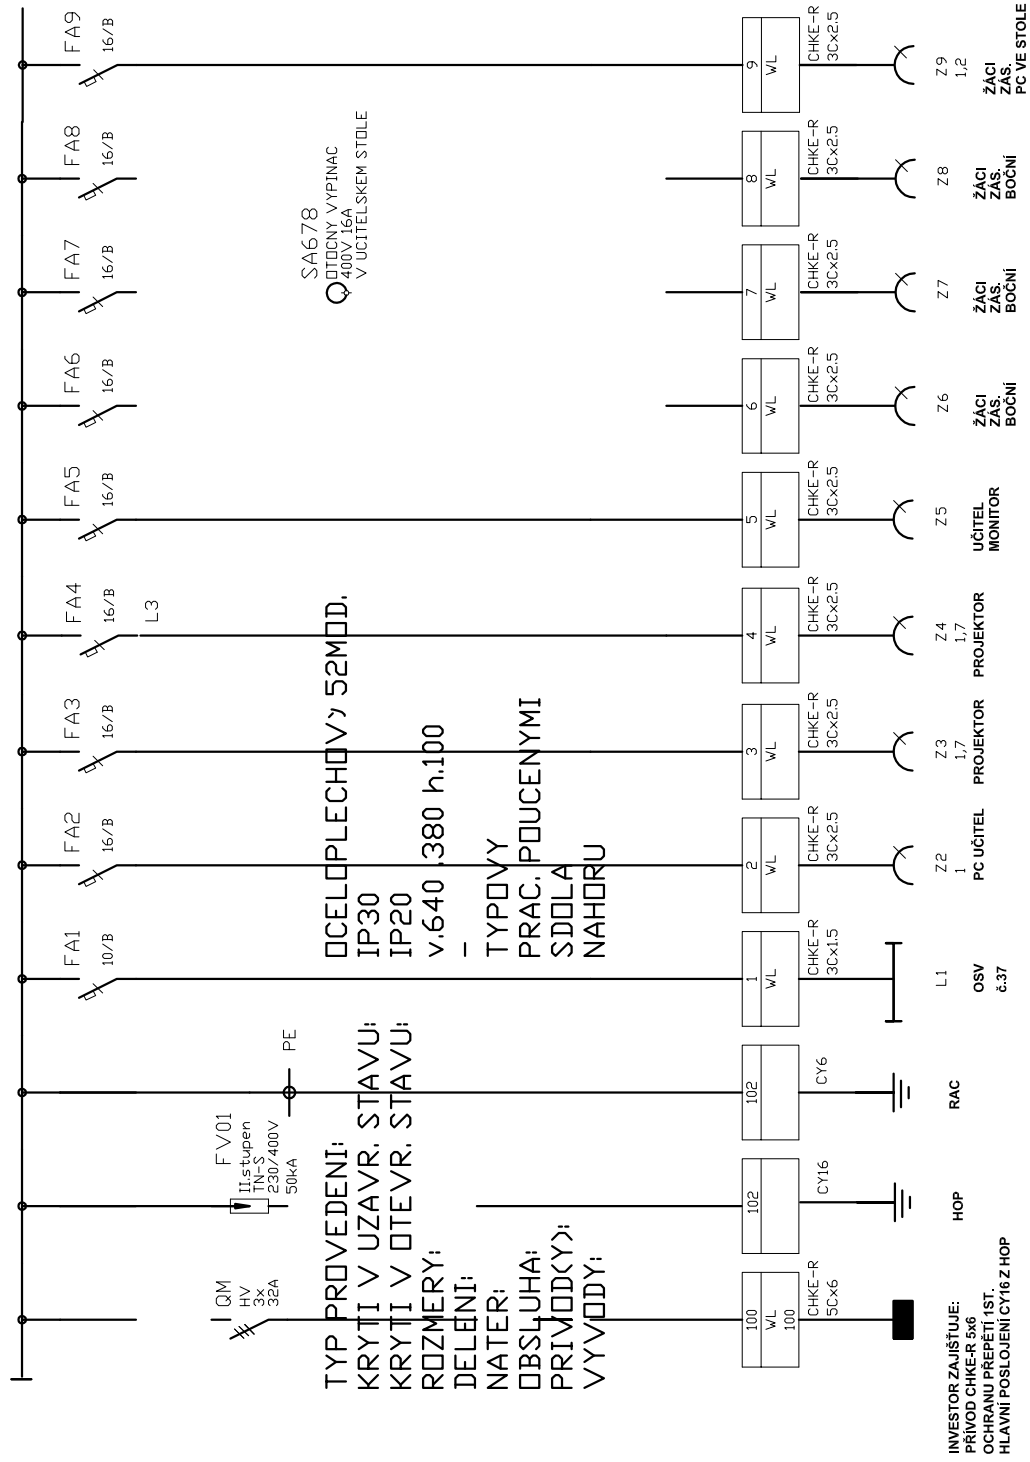 QM
HV
3x
32A
FV01
II.stupen
TN-S
230/400V
50kA
PE
FA1
10/B
FA2
16/B
FA3
16/B
FA4
16/B
L3
FA5
16/B
FA6
16/B
FA7
16/B
FA8
16/B
FA9
16/B
SA678
OTOCNY VYPINAC
400V 16A
V UCITELSKEM STOLE
TYP PROVEDENI: OCELOPLECHOVy 52MOD.
KRYTI V UZAVR. STAVU: IP30
KRYTI V OTEVR. STAVU: IP20
ROZMERY: v.640 .380 h.100
DELENI: -
NATER: TYPOVY
OBSLUHA: PRAC. POUCENYMI
PRIVOD(Y): SDOLA
VYVODY: NAHORU
100
WL
100
CHKE-R
5Cx6
102
CY16
102
CY6
1
WL
CHKE-R
3Cx1.5
2
WL
CHKE-R
3Cx2.5
3
WL
CHKE-R
3Cx2.5
4
WL
CHKE-R
3Cx2.5
5
WL
CHKE-R
3Cx2.5
6
WL
CHKE-R
3Cx2.5
7
WL
CHKE-R
3Cx2.5
8
WL
CHKE-R
3Cx2.5
9
WL
CHKE-R
3Cx2.5
INVESTOR ZAJIŠŤUJE:
PŘÍVOD CHKE-R 5x6
OCHRANU PŘEPĚTÍ 1ST.
HLAVNÍ POSLOJENÍ CY16 Z HOP
HOP
RAC
L1
OSV
č.37
Z2
1
PC UČITEL
Z3
1,7
PROJEKTOR
Z4
1,7
PROJEKTOR
Z5
UČITEL
MONITOR
Z6
ŽÁCI
ZÁS.
BOČNÍ
Z7
ŽÁCI
ZÁS.
BOČNÍ
Z8
ŽÁCI
ZÁS.
BOČNÍ
Z9
1,2
ŽÁCI
ZÁS.
PC VE STOLE